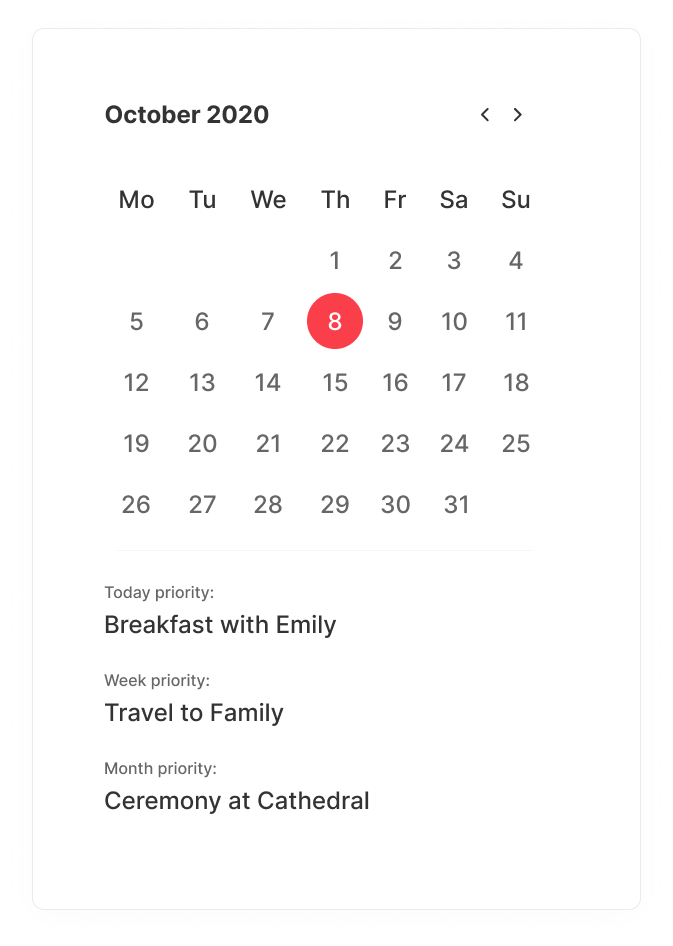 October 2020
Mo Tu We Th Fr Sa Su
1 2 3 4
5 6 7 8 9 10 11
12 13 14 15 16 17 18
19 20 21 22 23 24 25
26 27 28 29 30 31
Today priority:
Breakfast with Emily
Week priority:
Travel to Family
Month priority:
Ceremony at Cathedral